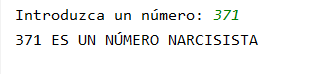 Introduzca un número: 371
371 ES UN NÚMERO NARCISISTA